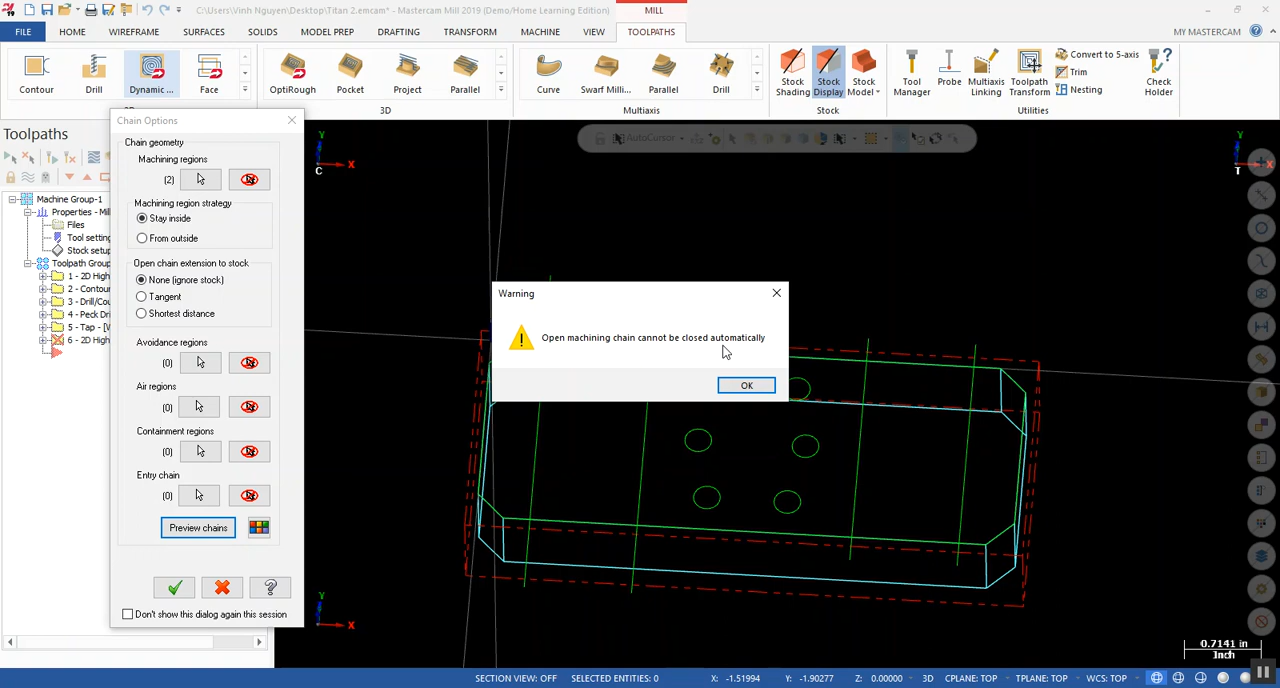 19
C:\Users\Vinh Nguyen\Desktop\Titan 2.emcam* - Mastercam Mill 2019 (Demo/Home Learning Edition)
MILL
FILE
HOME
WIREFRAME
SURFACES
SOLIDS
MODEL PREP
DRAFTING
TRANSFORM
MACHINE
VIEW
TOOLPATHS
MY MASTERCAM
Contour
Drill
Dynamic ...
Face
OptiRough
Pocket
Project
Parallel
Curve
Swarf Milli...
Parallel
Drill
Stock Shading
Stock Display
Stock Model
Tool Manager
Probe
Multiaxis Linking
Toolpath Transform
Convert to 5-axis
Trim
Nesting
Check Holder
3D
Multiaxis
Stock
Utilities
Toolpaths
Machine Group-1
Properties - Mill
Files
Tool setting
Stock setup
Toolpath Group
1 - 2D High
2 - Contour
3 - Drill/Cou
4 - Peck Dri
5 - Tap - [W
6 - 2D High
Chain Options
Chain geometry
Machining regions
(2)
Machining region strategy
Stay inside
From outside
Open chain extension to stock
None (ignore stock)
Tangent
Shortest distance
Avoidance regions
(0)
Air regions
(0)
Containment regions
(0)
Entry chain
(0)
Preview chains
Don't show this dialog again this session
AutoCursor
Y
X
C
Y
X
T
Warning
Open machining chain cannot be closed automatically
OK
Y
X
0.7141 in
Inch
SECTION VIEW: OFF
SELECTED ENTITIES: 0
X: -1.51994
Y: -1.90277
Z: 0.00000
3D
CPLANE: TOP
TPLANE: TOP
WCS: TOP